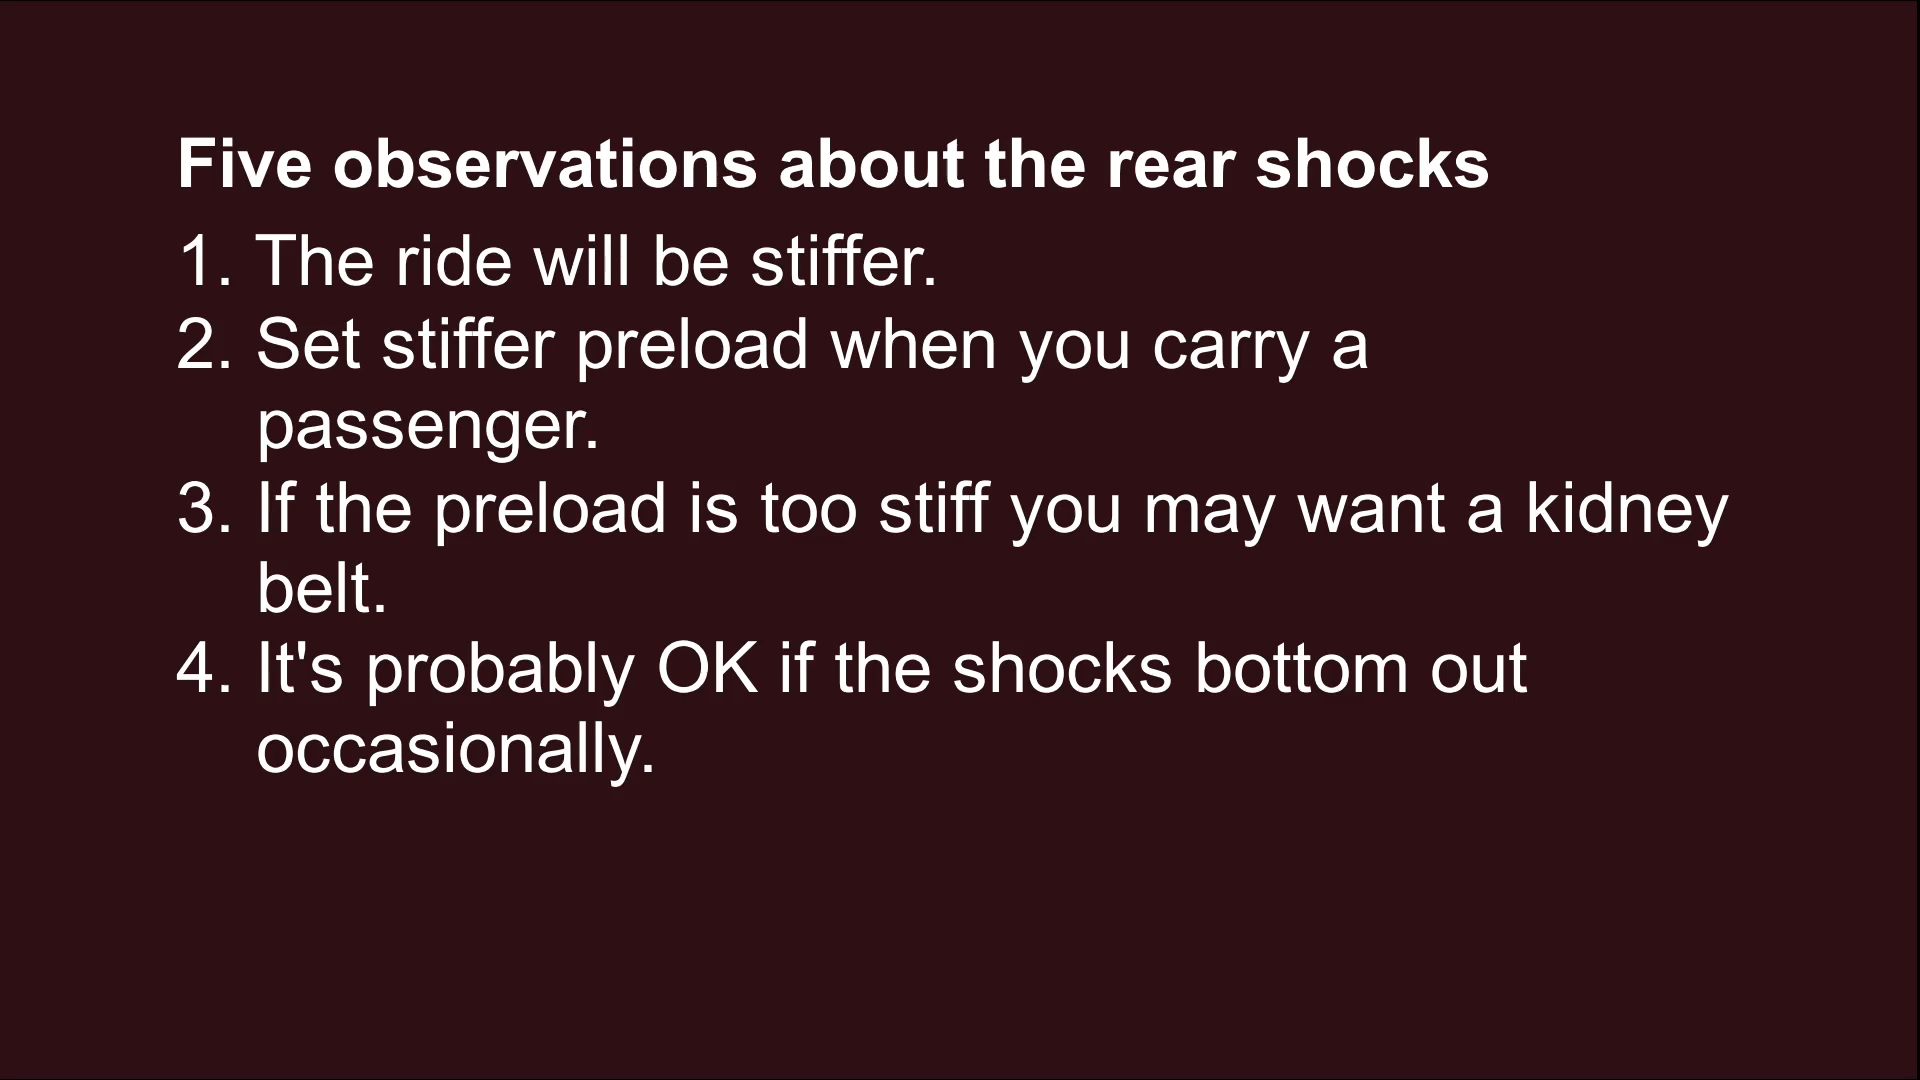 Five observations about the rear shocks
1. The ride will be stiffer.
2. Set stiffer preload when you carry a
passenger.
3. If the preload is too stiff you may want a kidney
belt.
4. It's probably OK if the shocks bottom out
occasionally.